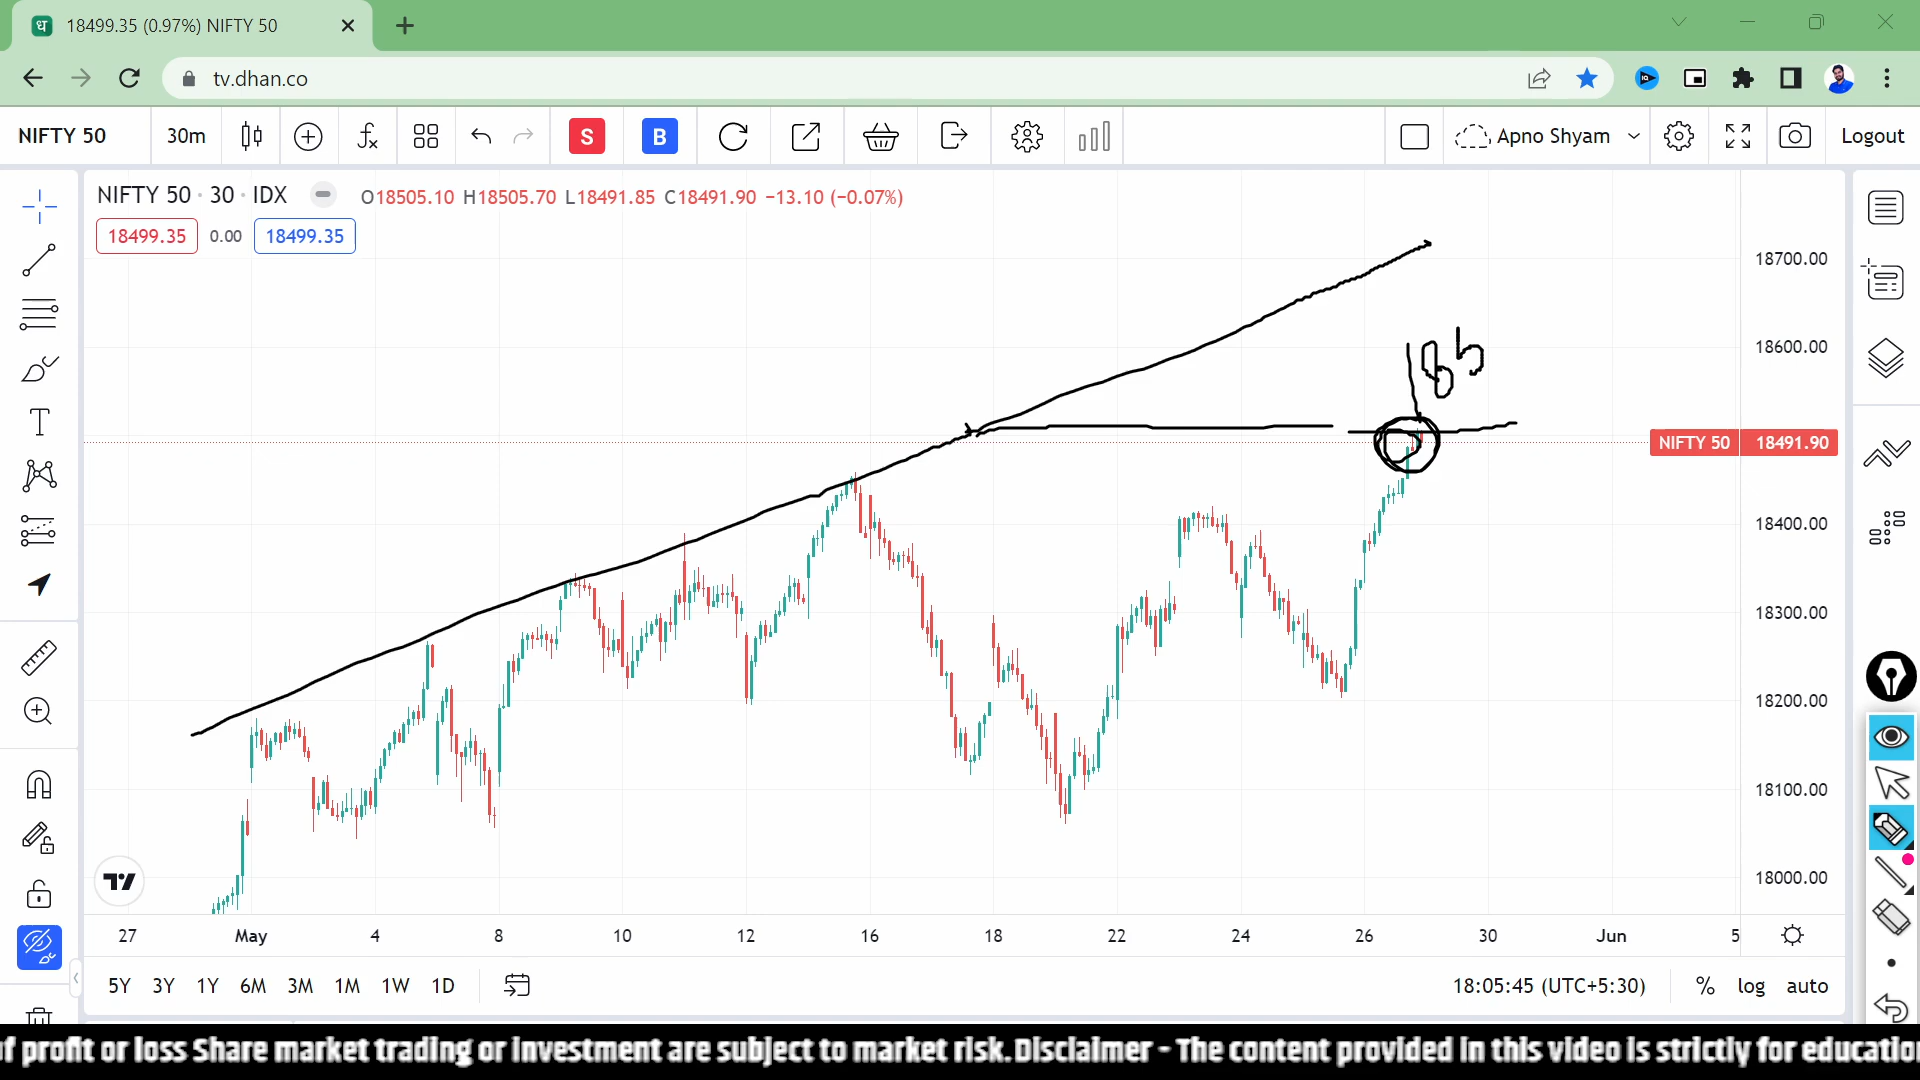 ध 18499.35 (0.97%) NIFTY 50
tv.dhan.co
NIFTY 50 30m S B Apno Shyam Logout
NIFTY 50 · 30 · IDX O18505.10 H18505.70 L18491.85 C18491.90 −13.10 (−0.07%)
18499.35 0.00 18499.35
18700.00
18600.00
185
NIFTY 50 18491.90
18400.00
18300.00
18200.00
18100.00
18000.00
27 May 4 8 10 12 16 18 22 24 26 30 Jun 5
5Y 3Y 1Y 6M 3M 1M 1W 1D 18:05:45 (UTC+5:30) % log auto
of profit or loss Share market trading or investment are subject to market risk. Disclaimer - The content provided in this video is strictly for educatio